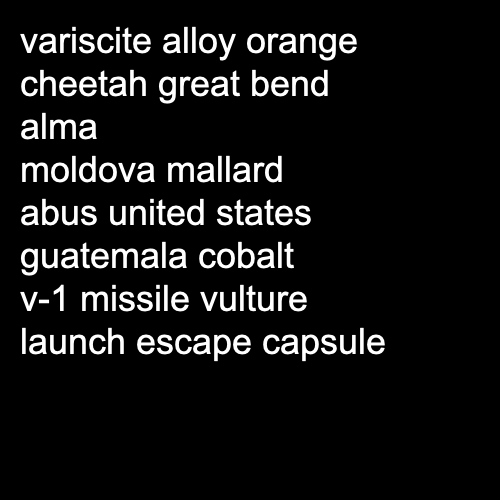 variscite alloy orange
cheetah great bend
alma
moldova mallard
abus united states
guatemala cobalt
v-1 missile vulture
launch escape capsule